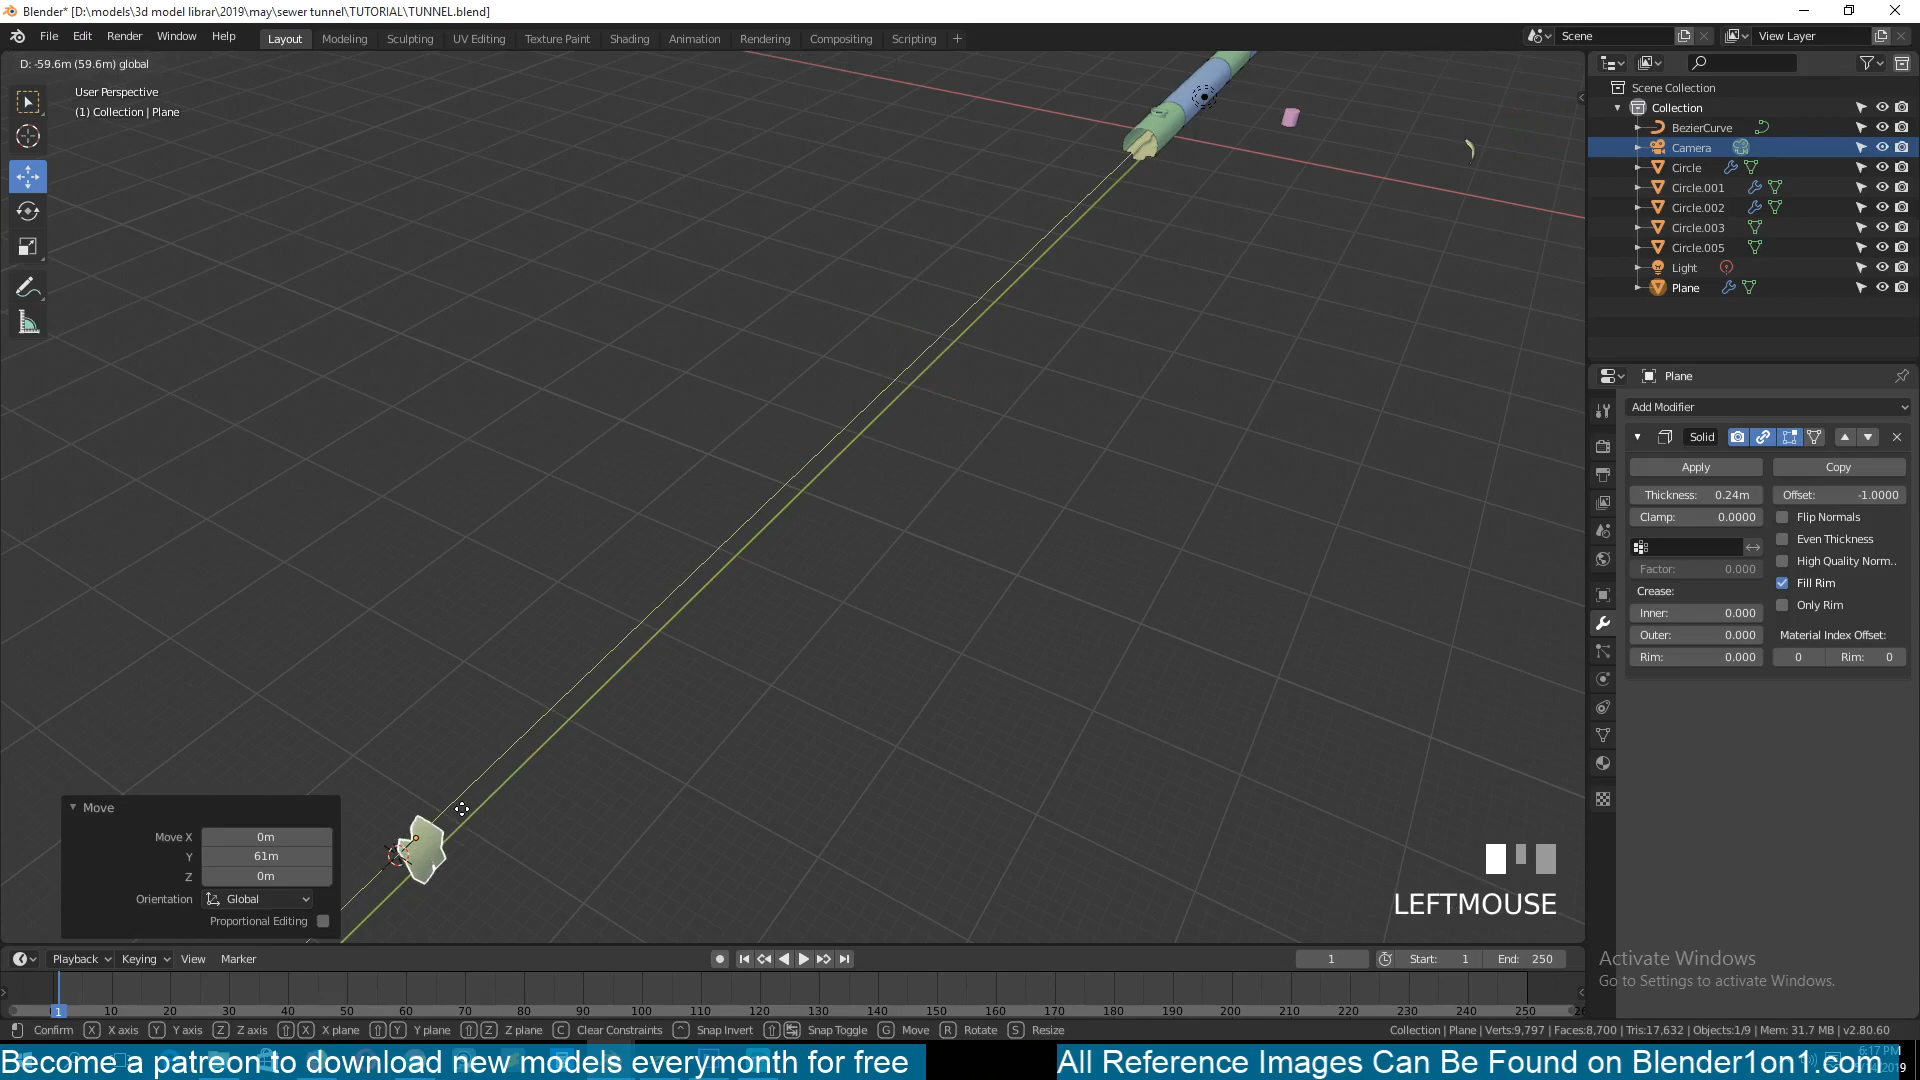 Blender* [D:\models\3d model librar\2019\may\sewer tunnel\TUTORIAL\TUNNEL.blend]
File Edit Render Window Help Layout Modeling Sculpting UV Editing Texture Paint Shading Animation Rendering Compositing Scripting + Scene View Layer
D: -59.6m (59.6m) global
User Perspective
(1) Collection | Plane
Scene Collection
Collection
BezierCurve
Camera
Circle
Circle.001
Circle.002
Circle.003
Circle.005
Light
Plane
Plane
Add Modifier
Solid
Apply Copy
Thickness: 0.24m Offset: -1.0000
Clamp: 0.0000 Flip Normals
Even Thickness
High Quality Norm..
Factor: 0.000 Fill Rim
Crease: Only Rim
Inner: 0.000
Outer: 0.000 Material Index Offset:
Rim: 0.000 0 Rim: 0
Move
Move X 0m
Y 61m
Z 0m
Orientation Global
Proportional Editing
LEFTMOUSE
Activate Windows
Go to Settings to activate Windows.
Playback Keying View Marker 1 Start: 1 End: 250
1 10 20 30 40 50 60 70 80 90 100 110 120 130 140 150 160 170 180 190 200 210 220 230 240 250 26
Confirm X X axis Y Y axis Z Z axis X X plane Y Y plane Z Z plane C Clear Constraints ^ Snap Invert Snap Toggle G Move R Rotate S Resize Collection | Plane | Verts:9,797 | Faces:8,700 | Tris:17,632 | Objects:1/9 | Mem: 31.7 MB | v2.80.60
Become a patreon to download new models everymonth for free All Reference Images Can Be Found on Blender1on1.com
6:17 PM